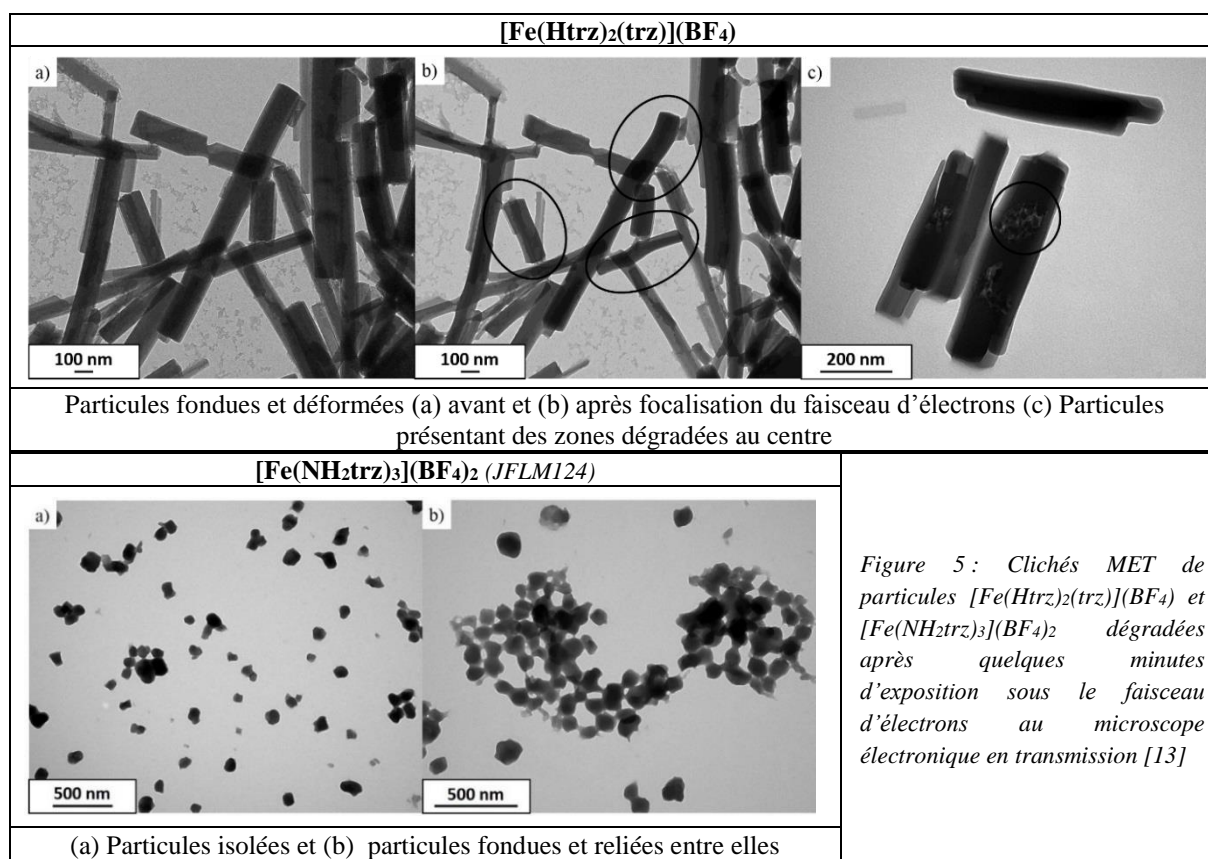 [Fe(Htrz)₂(trz)](BF₄)
a)
b)
c)
100 nm
100 nm
200 nm
Particules fondues et déformées (a) avant et (b) après focalisation du faisceau d’électrons (c) Particules
présentant des zones dégradées au centre
[Fe(NH₂trz)₃](BF₄)₂ (JFLM124)
a)
b)
500 nm
500 nm
(a) Particules isolées et (b) particules fondues et reliées entre elles
Figure 5 : Clichés MET de
particules [Fe(Htrz)₂(trz)](BF₄) et
[Fe(NH₂trz)₃](BF₄)₂ dégradées
après quelques minutes
d’exposition sous le faisceau
d’électrons au microscope
électronique en transmission [13]